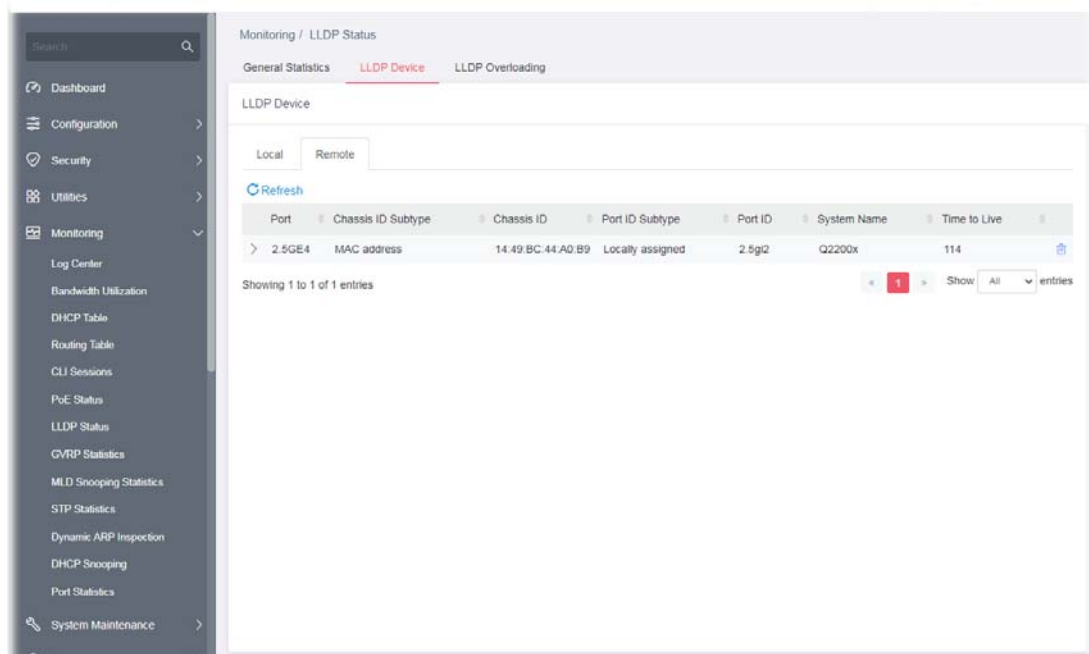 Search
Dashboard
Configuration
Security
Utilities
Monitoring
Log Center
Bandwidth Utilization
DHCP Table
Routing Table
CLI Sessions
PoE Status
LLDP Status
GVRP Statistics
MLD Snooping Statistics
STP Statistics
Dynamic ARP Inspection
DHCP Snooping
Port Statistics
System Maintenance
Monitoring / LLDP Status
General Statistics LLDP Device LLDP Overloading
LLDP Device
Local Remote
Refresh
Port Chassis ID Subtype Chassis ID Port ID Subtype Port ID System Name Time to Live
2.5GE4 MAC address 14:49:BC:44:A0:B9 Locally assigned 2.5gi2 Q2200x 114
Showing 1 to 1 of 1 entries « 1 » Show All entries